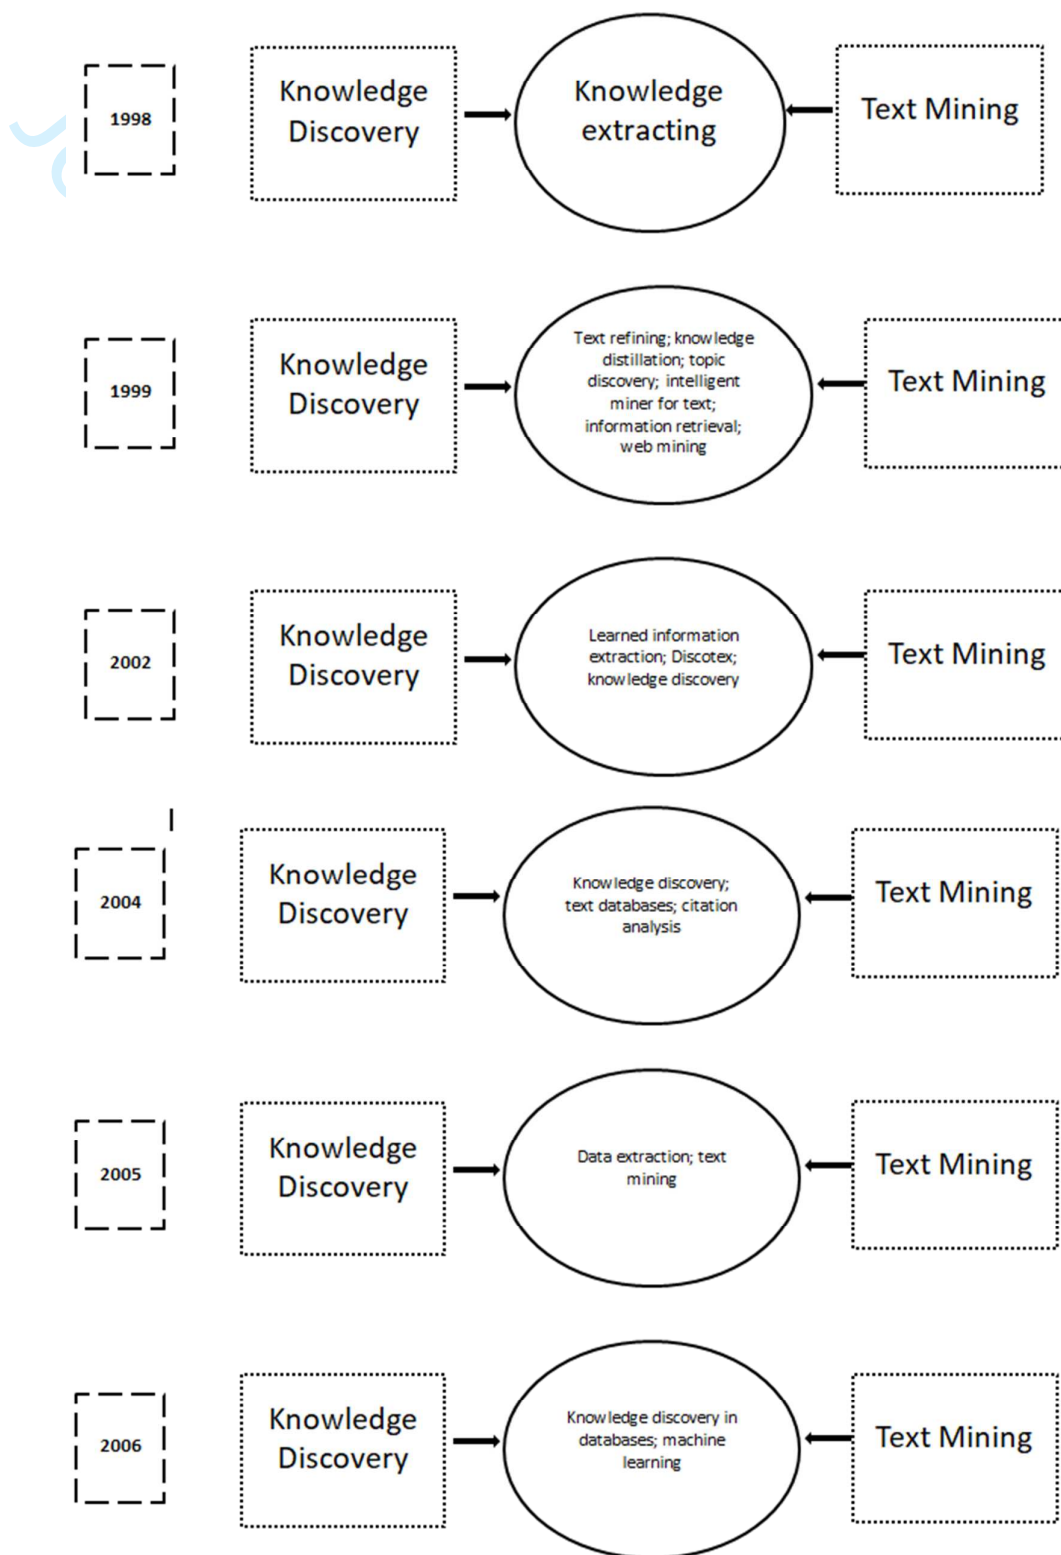 1998
Knowledge
Discovery
Knowledge
extracting
Text Mining
1999
Knowledge
Discovery
Text refining; knowledge
distillation; topic
discovery; intelligent
miner for text;
information retrieval;
web mining
Text Mining
2002
Knowledge
Discovery
Learned information
extraction; Discotex;
knowledge discovery
Text Mining
2004
Knowledge
Discovery
Knowledge discovery;
text databases; citation
analysis
Text Mining
2005
Knowledge
Discovery
Data extraction; text
mining
Text Mining
2006
Knowledge
Discovery
Knowledge discovery in
databases; machine
learning
Text Mining